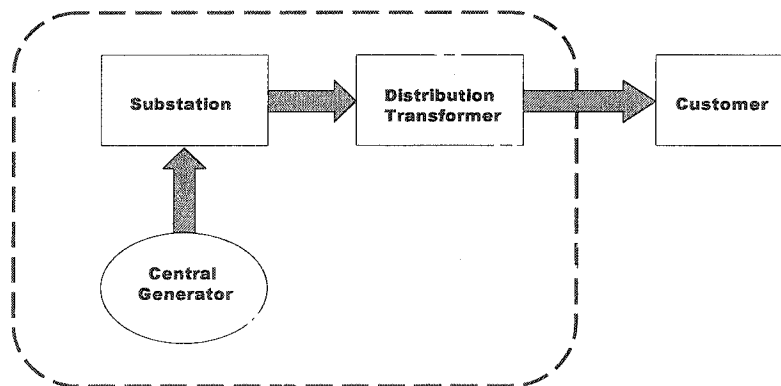 Substation
Distribution
Transformer
Customer
Central
Generator